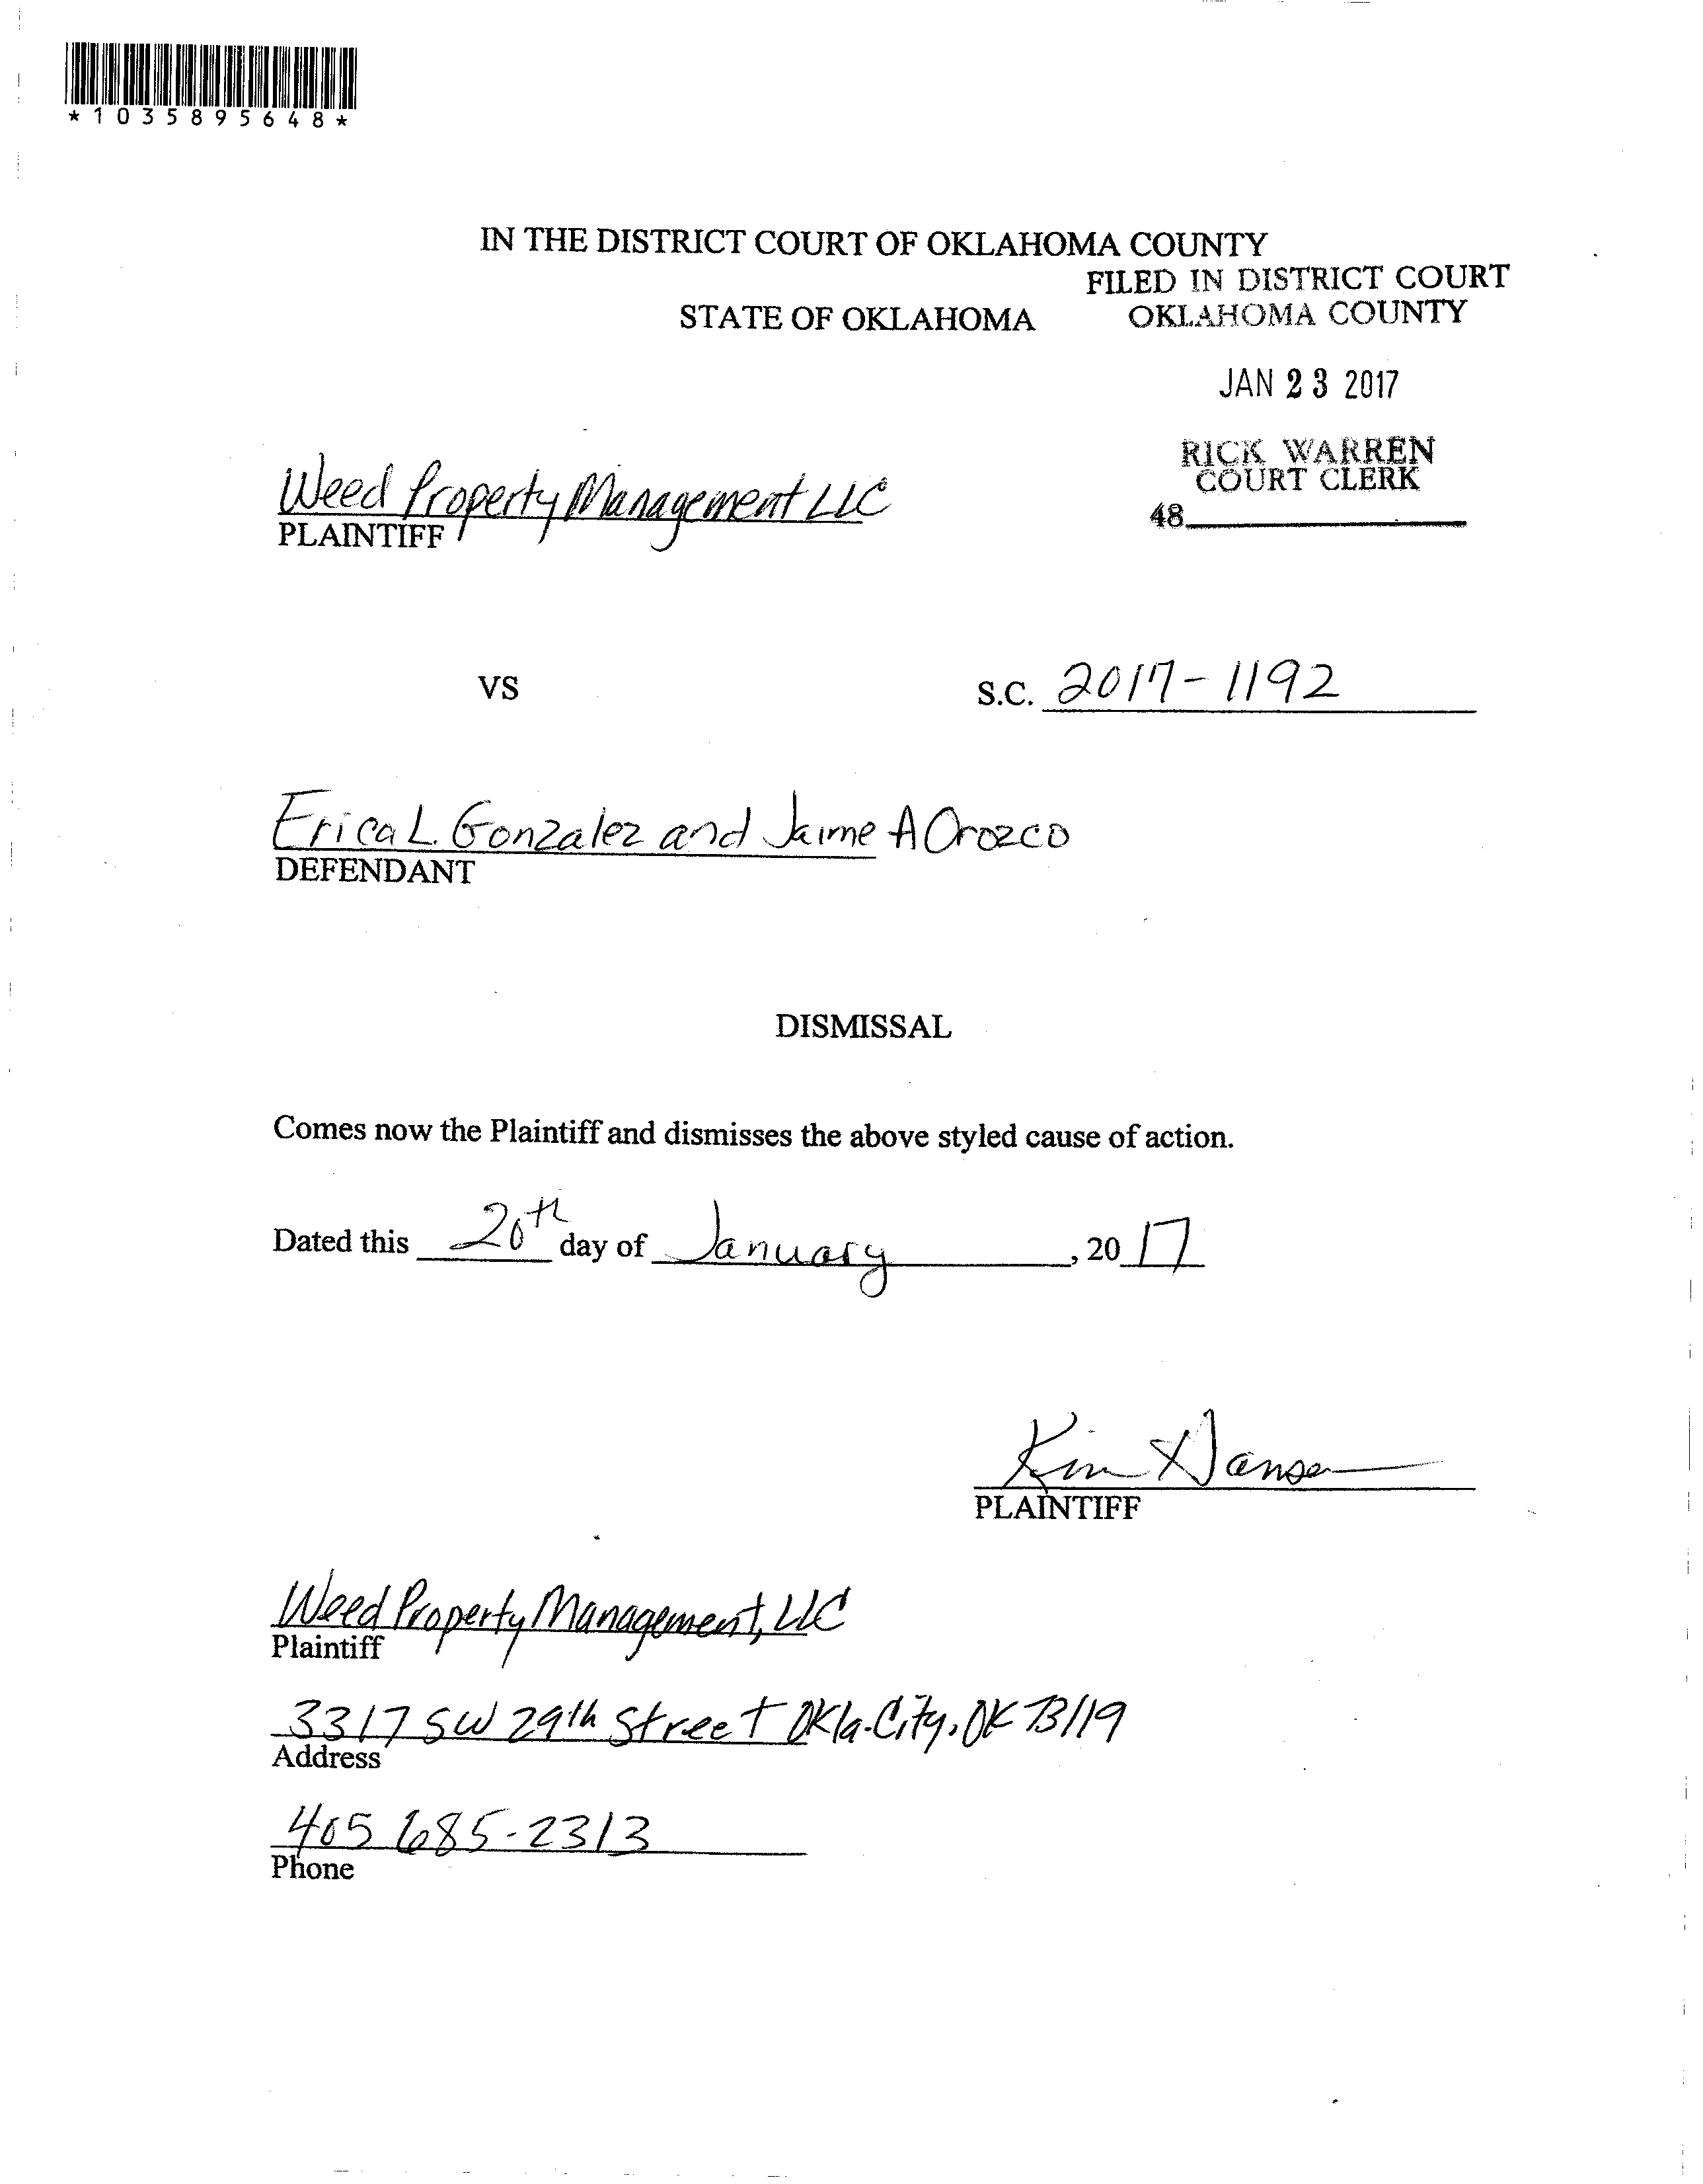 *1035895648*
IN THE DISTRICT COURT OF OKLAHOMA COUNTY
FILED IN DISTRICT COURT
STATE OF OKLAHOMA
OKLAHOMA COUNTY
JAN 23 2017
RICK WARREN
COURT CLERK
48
Weed Property Management LLC
PLAINTIFF
VS
S.C. 2017-1192
Erica L. Gonzalez and Jaime A Orozco
DEFENDANT
DISMISSAL
Comes now the Plaintiff and dismisses the above styled cause of action.
Dated this 20th day of January, 2017
Kim Hansen
PLAINTIFF
Weed Property Management, LLC
Plaintiff
3317 SW 29th Street Okla. City, OK 73119
Address
405 685-2313
Phone